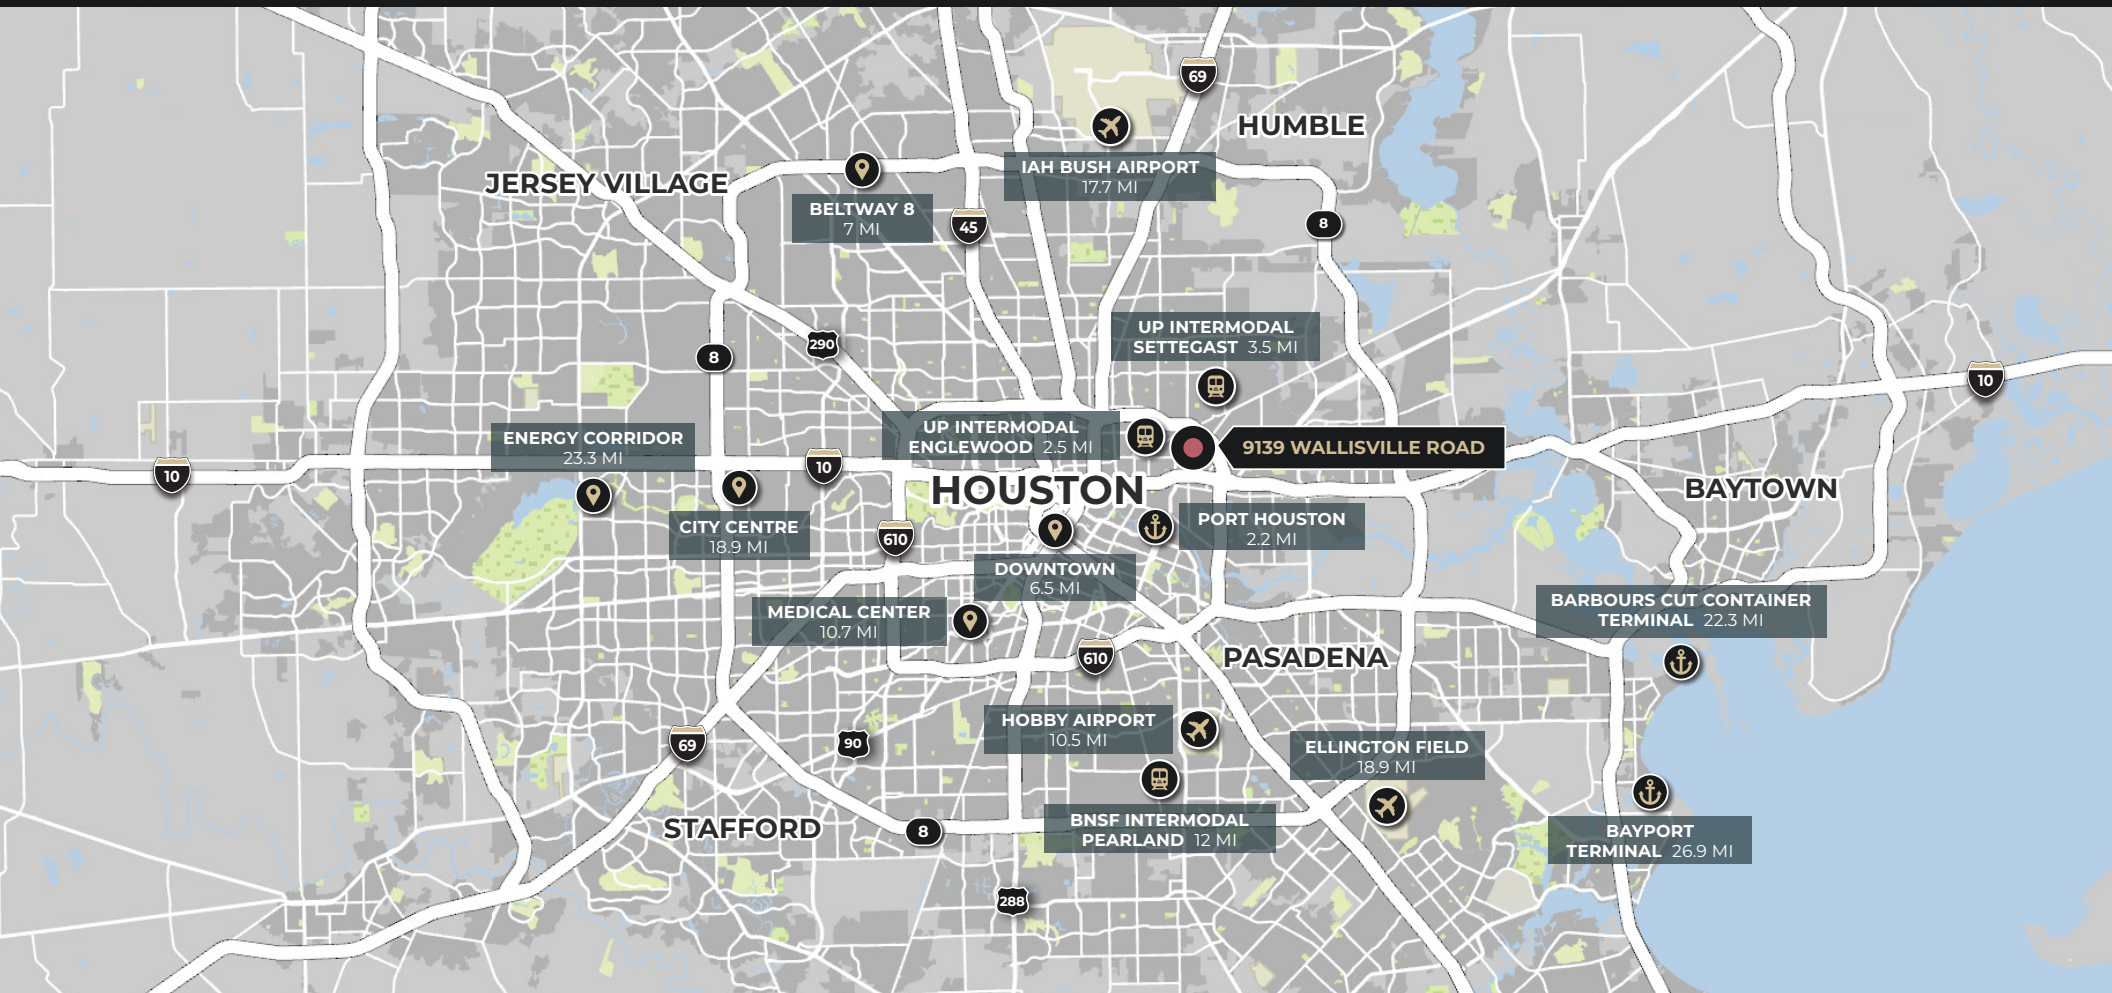 69
HUMBLE
IAH BUSH AIRPORT
17.7 MI
JERSEY VILLAGE
BELTWAY 8
7 MI
45
8
UP INTERMODAL
SETTEGAST 3.5 MI
290
8
10
UP INTERMODAL
ENGLEWOOD 2.5 MI
9139 WALLISVILLE ROAD
ENERGY CORRIDOR
23.3 MI
10
10
HOUSTON
BAYTOWN
CITY CENTRE
18.9 MI
610
PORT HOUSTON
2.2 MI
DOWNTOWN
6.5 MI
MEDICAL CENTER
10.7 MI
BARBOURS CUT CONTAINER
TERMINAL 22.3 MI
610
PASADENA
HOBBY AIRPORT
10.5 MI
69
90
ELLINGTON FIELD
18.9 MI
STAFFORD
8
BNSF INTERMODAL
PEARLAND 12 MI
BAYPORT
TERMINAL 26.9 MI
288